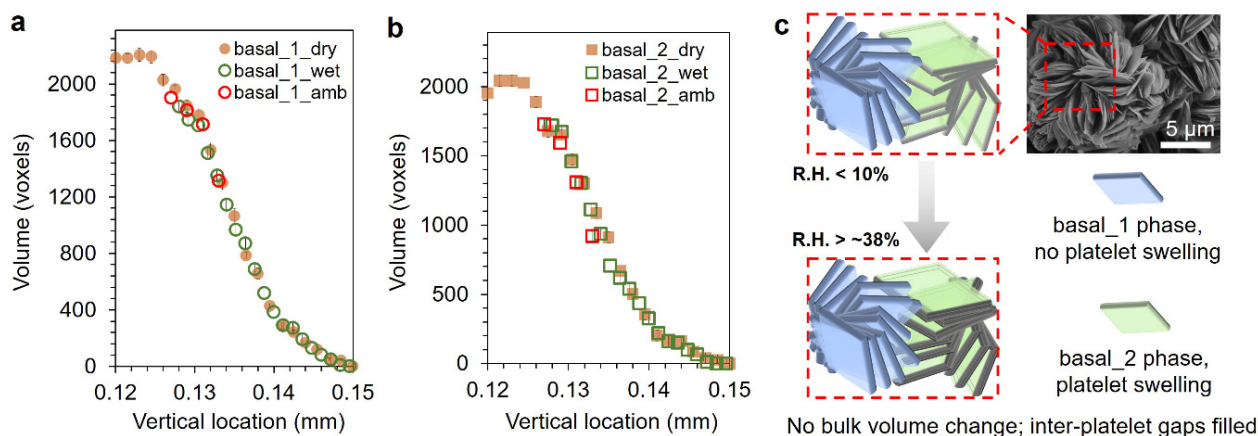 a
Volume (voxels)
2000
1600
1200
800
400
0
0.12
0.13
0.14
0.15
Vertical location (mm)
basal_1_dry
basal_1_wet
basal_1_amb
b
Volume (voxels)
2000
1500
1000
500
0
0.12
0.13
0.14
0.15
Vertical location (mm)
basal_2_dry
basal_2_wet
basal_2_amb
c
5 μm
R.H. < 10%
R.H. > ~38%
basal_1 phase,
no platelet swelling
basal_2 phase,
platelet swelling
No bulk volume change; inter-platelet gaps filled